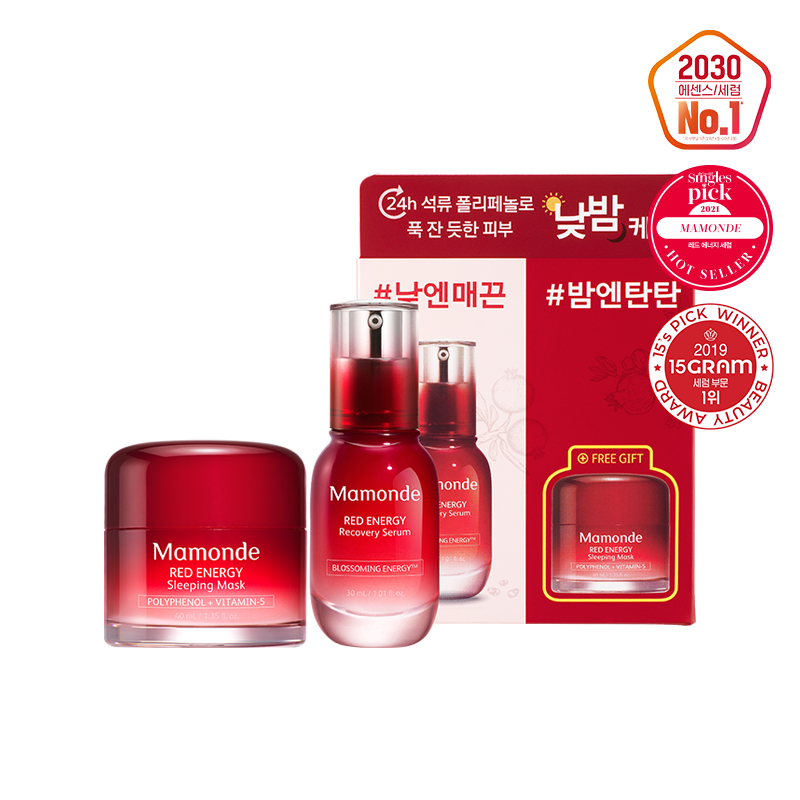 2030
에센스/세럼
No.1*
Singles
pick
2021
MAMONDE
레드 에너지 세럼
HOT SELLER
15's PICK WINNER
2019
15GRAM
세럼 부문
1위
BEAUTY AWARD
24h 석류 폴리페놀로
푹 잔 듯한 피부
낮밤케
#낮엔매끈
#밤엔탄탄
FREE GIFT
Mamonde
RED ENERGY
Sleeping Mask
POLYPHENOL + VITAMIN-5
Mamonde
RED ENERGY
Recovery Serum
BLOSSOMING ENERGY™
30 mL / 1.01 fl.oz.
Mamonde
RED ENERGY
Sleeping Mask
POLYPHENOL + VITAMIN-5